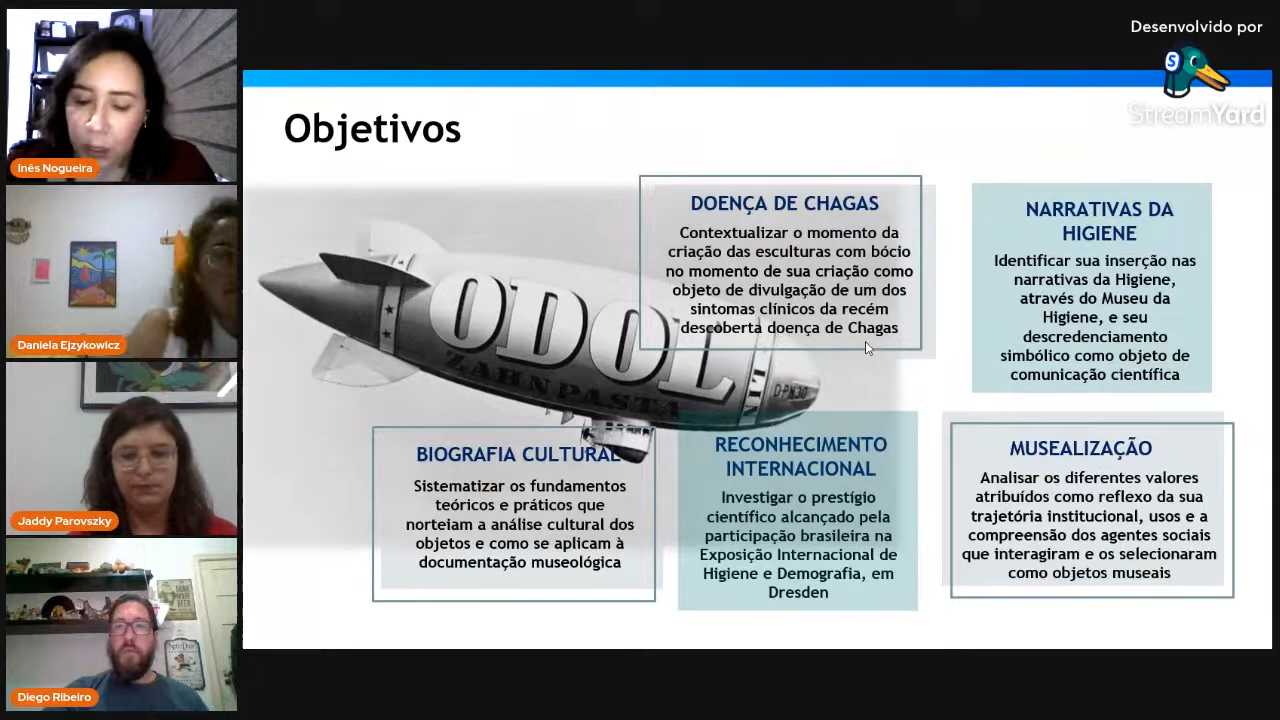 Desenvolvido por
S
StreamYard
Inês Nogueira
Daniela Ejzykowicz
Jaddy Parovszky
Diego Ribeiro
Objetivos
ODOL
ZAHNPASTA
D-PN30
DOENÇA DE CHAGAS
Contextualizar o momento da
criação das esculturas com bócio
no momento de sua criação como
objeto de divulgação de um dos
sintomas clínicos da recém
descoberta doença de Chagas
NARRATIVAS DA
HIGIENE
Identificar sua inserção nas
narrativas da Higiene,
através do Museu da
Higiene, e seu
descredenciamento
simbólico como objeto de
comunicação científica
BIOGRAFIA CULTURAL
Sistematizar os fundamentos
teóricos e práticos que
norteiam a análise cultural dos
objetos e como se aplicam à
documentação museológica
RECONHECIMENTO
INTERNACIONAL
Investigar o prestígio
científico alcançado pela
participação brasileira na
Exposição Internacional de
Higiene e Demografia, em
Dresden
MUSEALIZAÇÃO
Analisar os diferentes valores
atribuídos como reflexo da sua
trajetória institucional, usos e a
compreensão dos agentes sociais
que interagiram e os selecionaram
como objetos museais